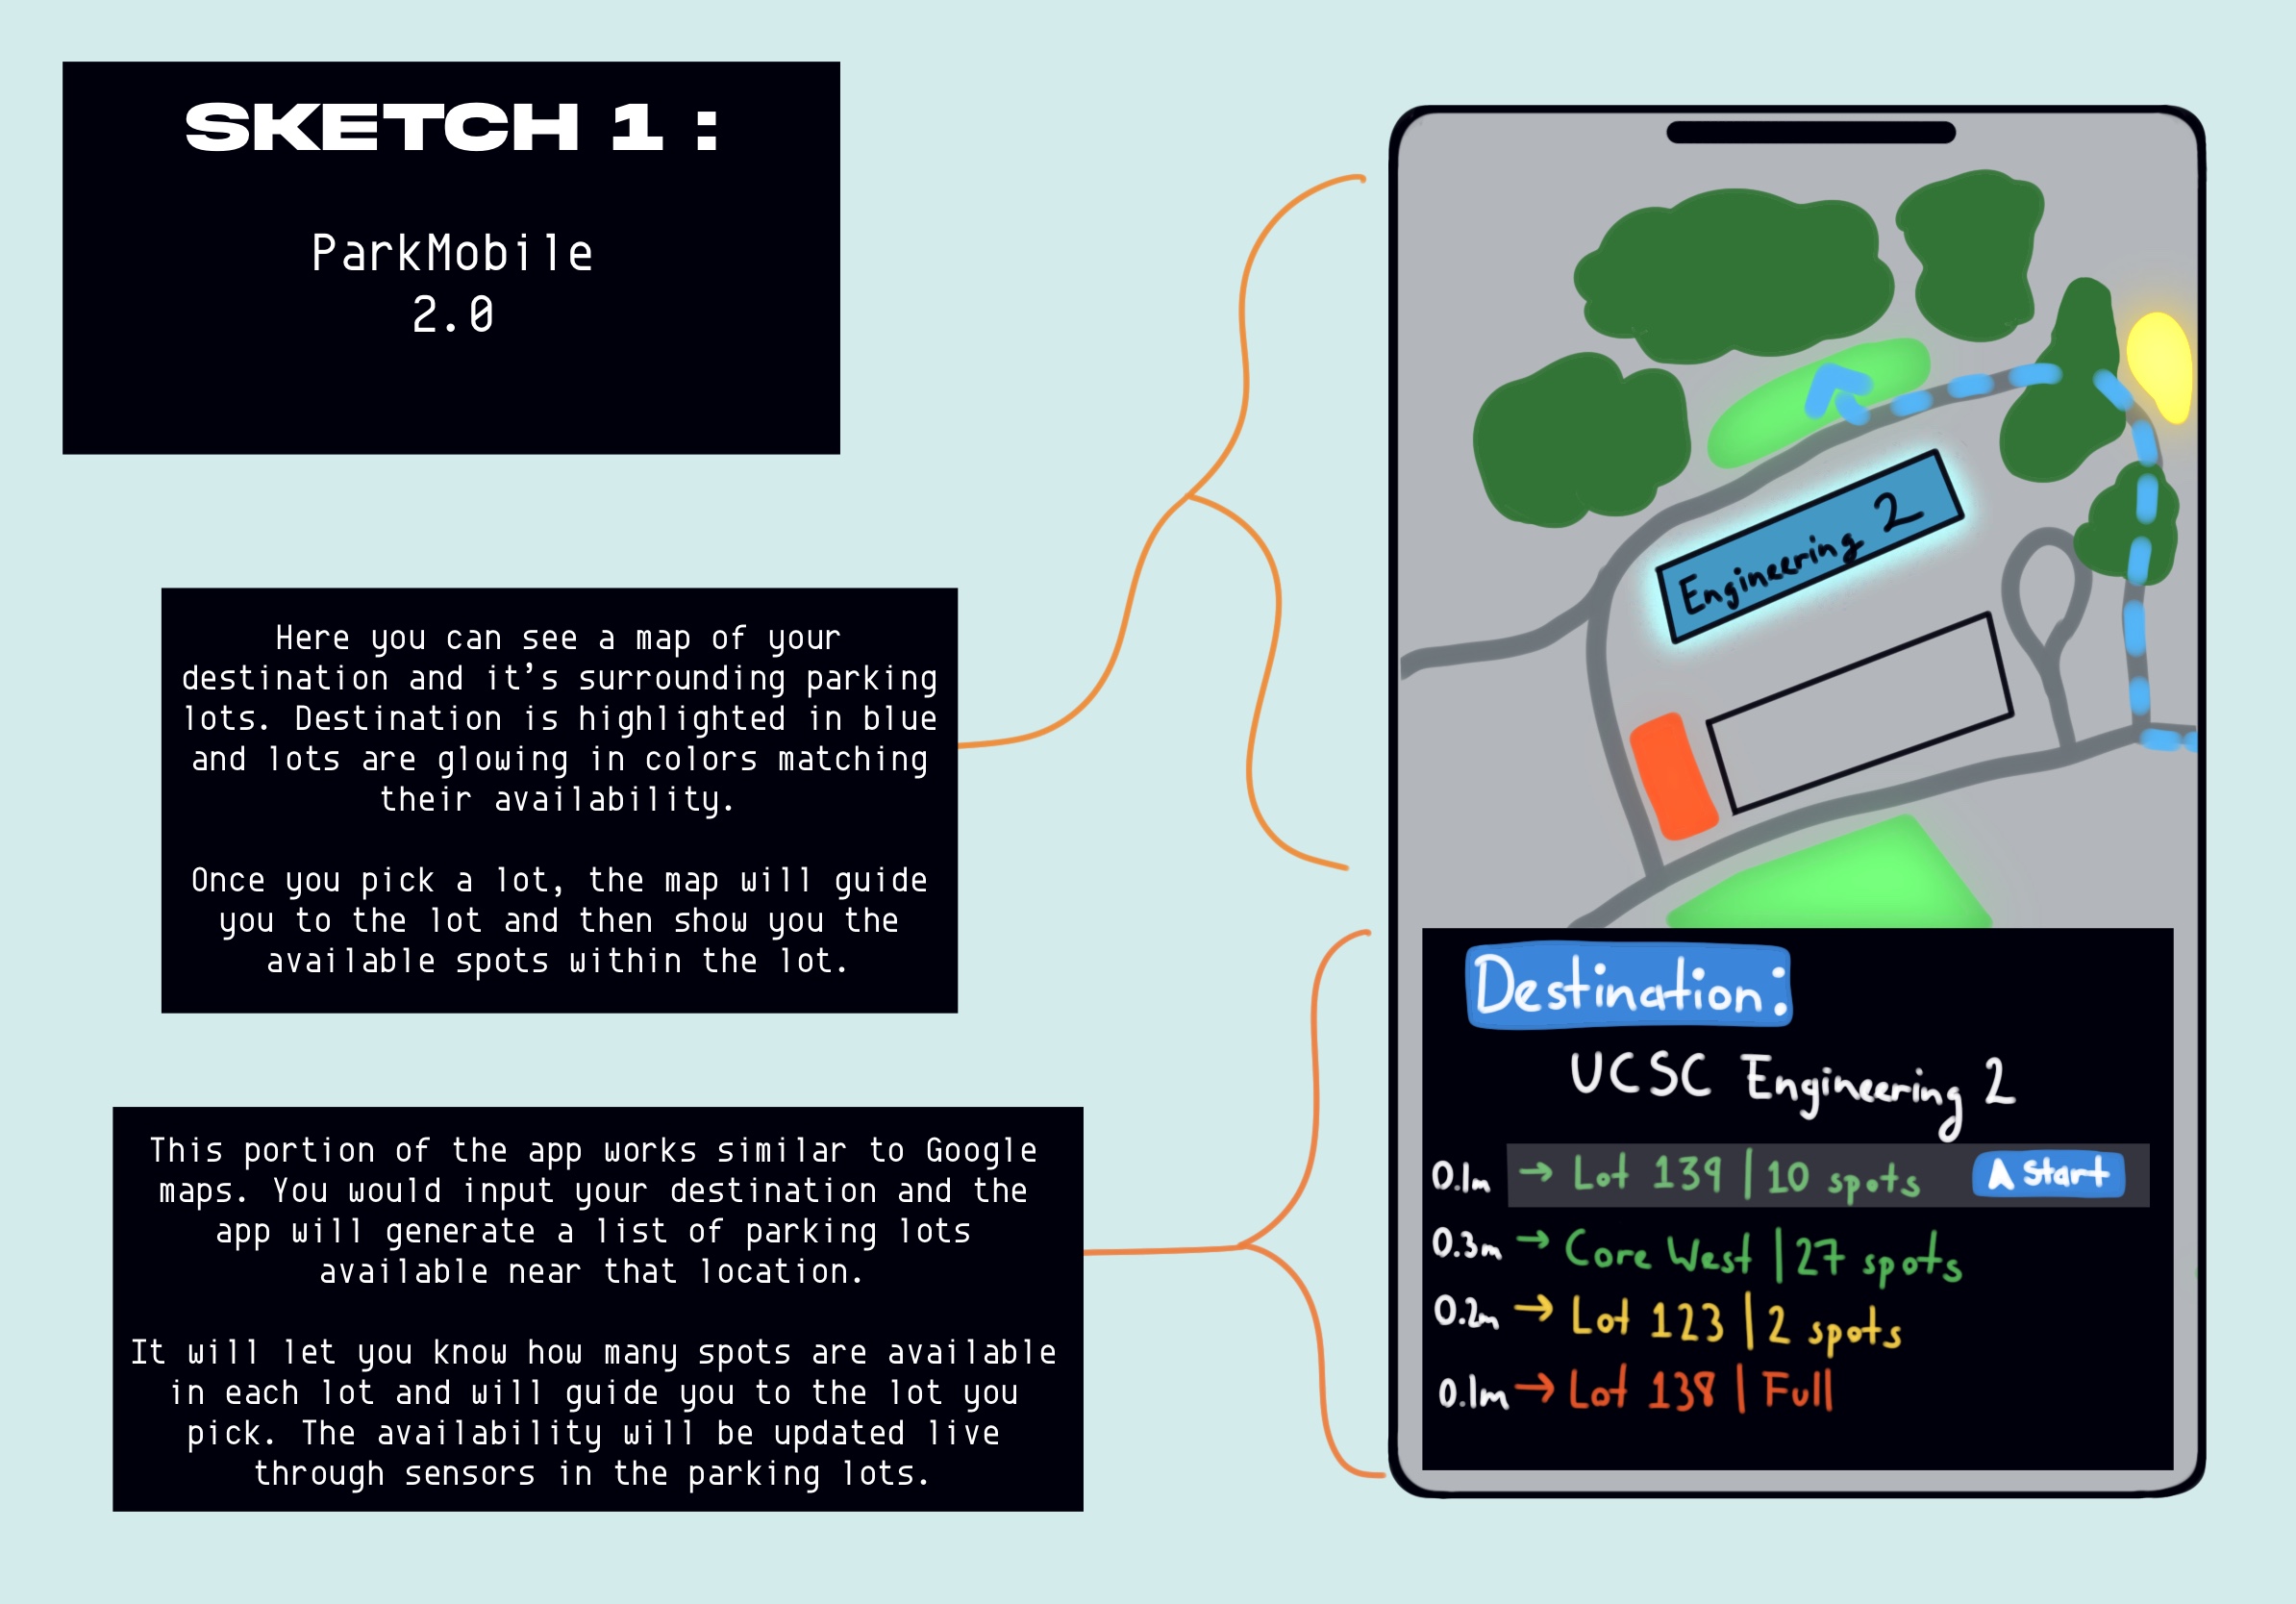 SKETCH 1 :
ParkMobile
2.0
Here you can see a map of your
destination and it's surrounding parking
lots. Destination is highlighted in blue
and lots are glowing in colors matching
their availability.
Once you pick a lot, the map will guide
you to the lot and then show you the
available spots within the lot.
This portion of the app works similar to Google
maps. You would input your destination and the
app will generate a list of parking lots
available near that location.
It will let you know how many spots are available
in each lot and will guide you to the lot you
pick. The availability will be updated live
through sensors in the parking lots.
Engineering 2
Destination:
UCSC Engineering 2
0.1m → Lot 139 | 10 spots Start
0.3m → Core West | 27 spots
0.2m → Lot 123 | 2 spots
0.1m → Lot 138 | Full